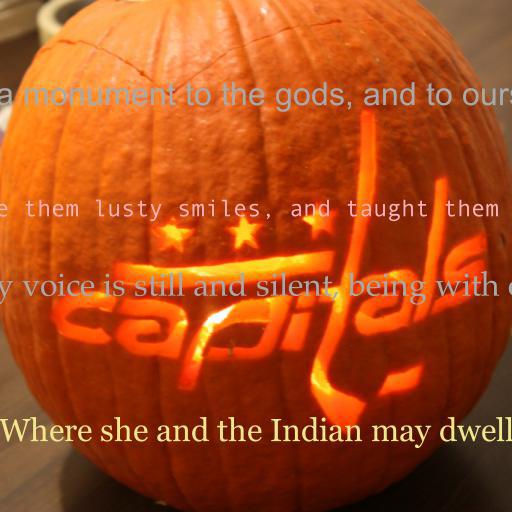 a monument to the gods, and to ours
e them lusty smiles, and taught them
y voice is still and silent, being with
capitals
Where she and the Indian may dwell